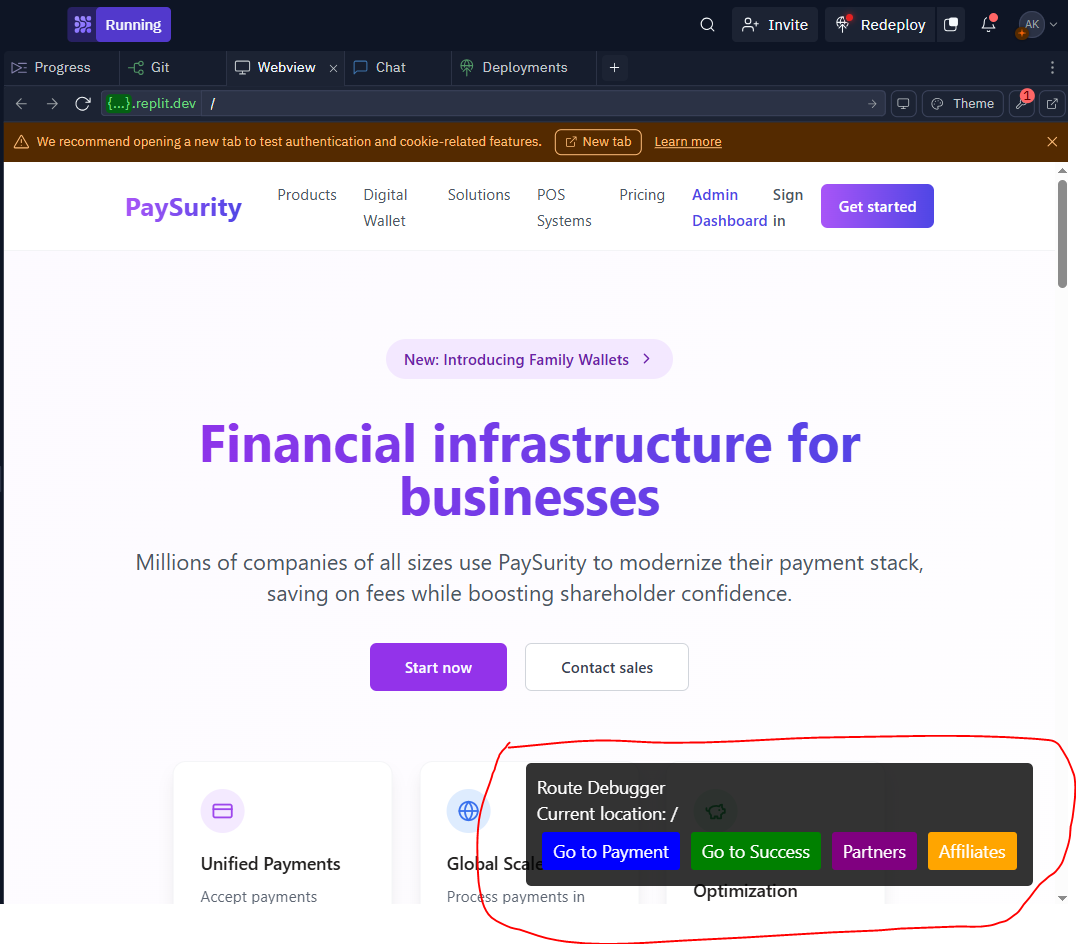 Running
Invite
Redeploy
AK
Progress
Git
Webview
Chat
Deployments
{...}.replit.dev /
Theme
1
We recommend opening a new tab to test authentication and cookie-related features.
New tab
Learn more
PaySurity
Products
Digital
Wallet
Solutions
POS
Systems
Pricing
Admin
Dashboard
Sign
in
Get started
New: Introducing Family Wallets
Financial infrastructure for
businesses
Millions of companies of all sizes use PaySurity to modernize their payment stack,
saving on fees while boosting shareholder confidence.
Start now
Contact sales
Unified Payments
Accept payments
Global Scale
Process payments in
Optimization
Route Debugger
Current location: /
Go to Payment
Go to Success
Partners
Affiliates